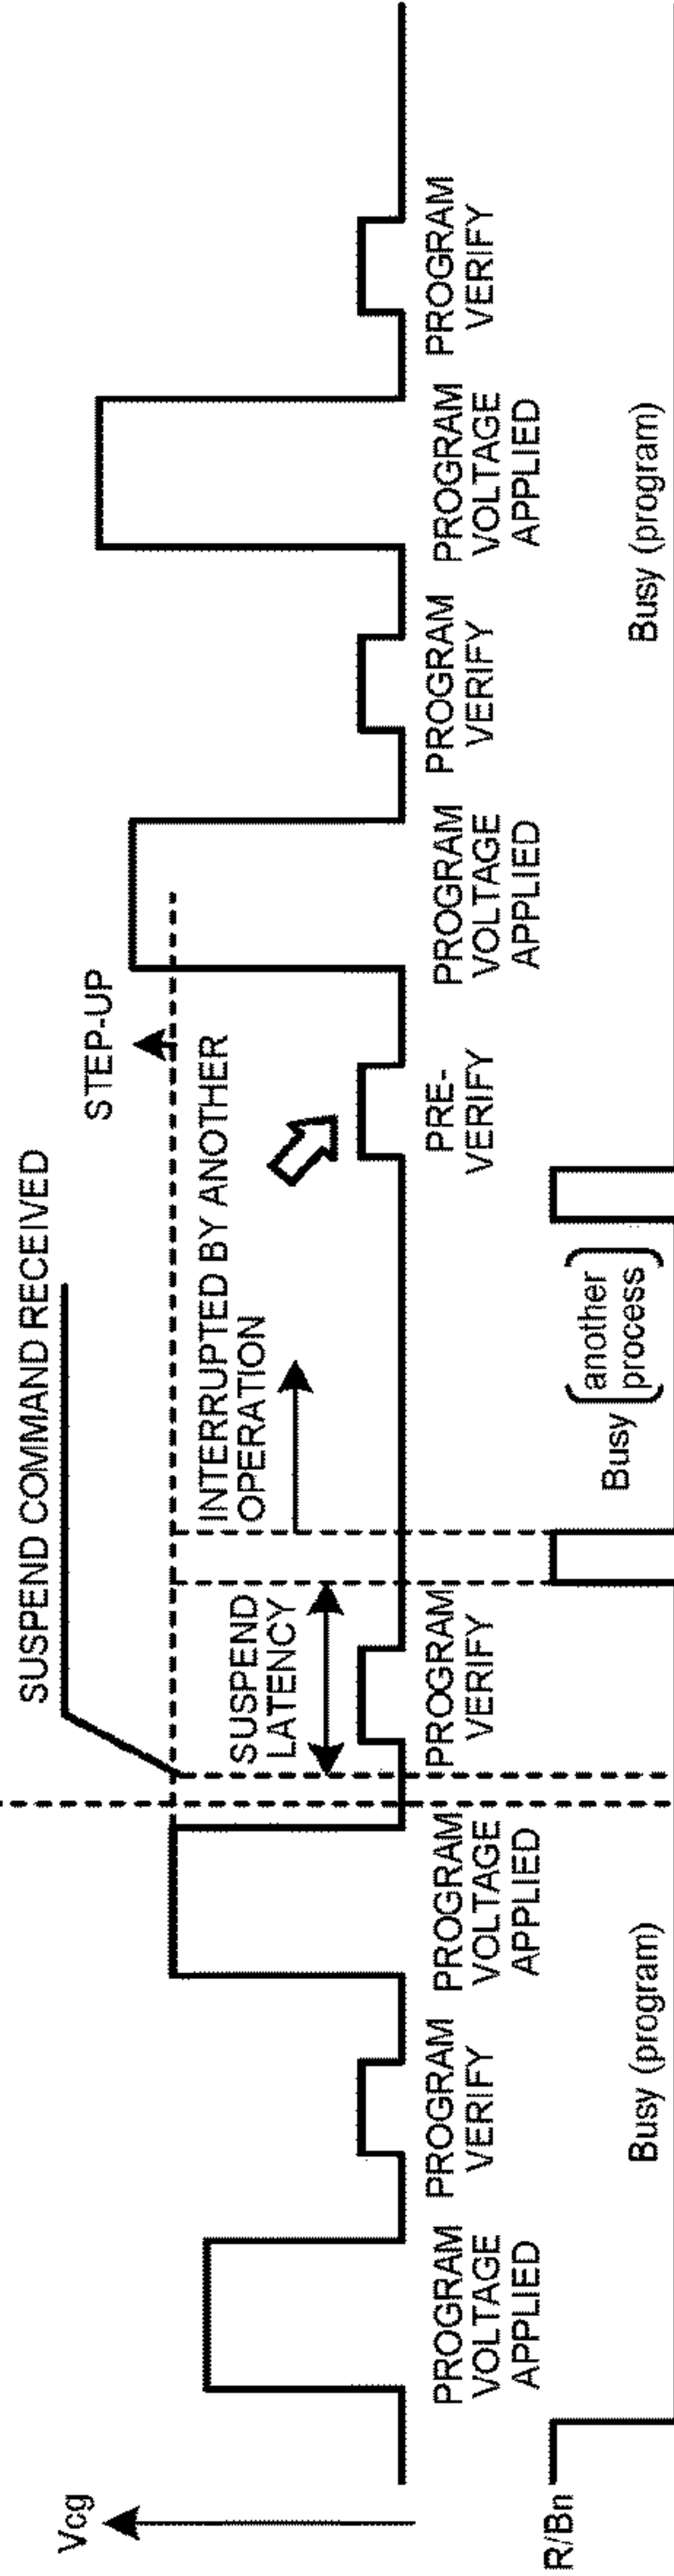 SUSPEND COMMAND RECEIVED
Vcg
STEP-UP
SUSPEND
LATENCY
INTERRUPTED BY ANOTHER
OPERATION
PROGRAM
VOLTAGE
APPLIED
PROGRAM
VERIFY
PROGRAM
VOLTAGE
APPLIED
PROGRAM
VERIFY
PRE-
VERIFY
PROGRAM
VOLTAGE
APPLIED
PROGRAM
VERIFY
PROGRAM
VOLTAGE
APPLIED
PROGRAM
VERIFY
R/Bn
Busy (program)
Busy (another
process)
Busy (program)